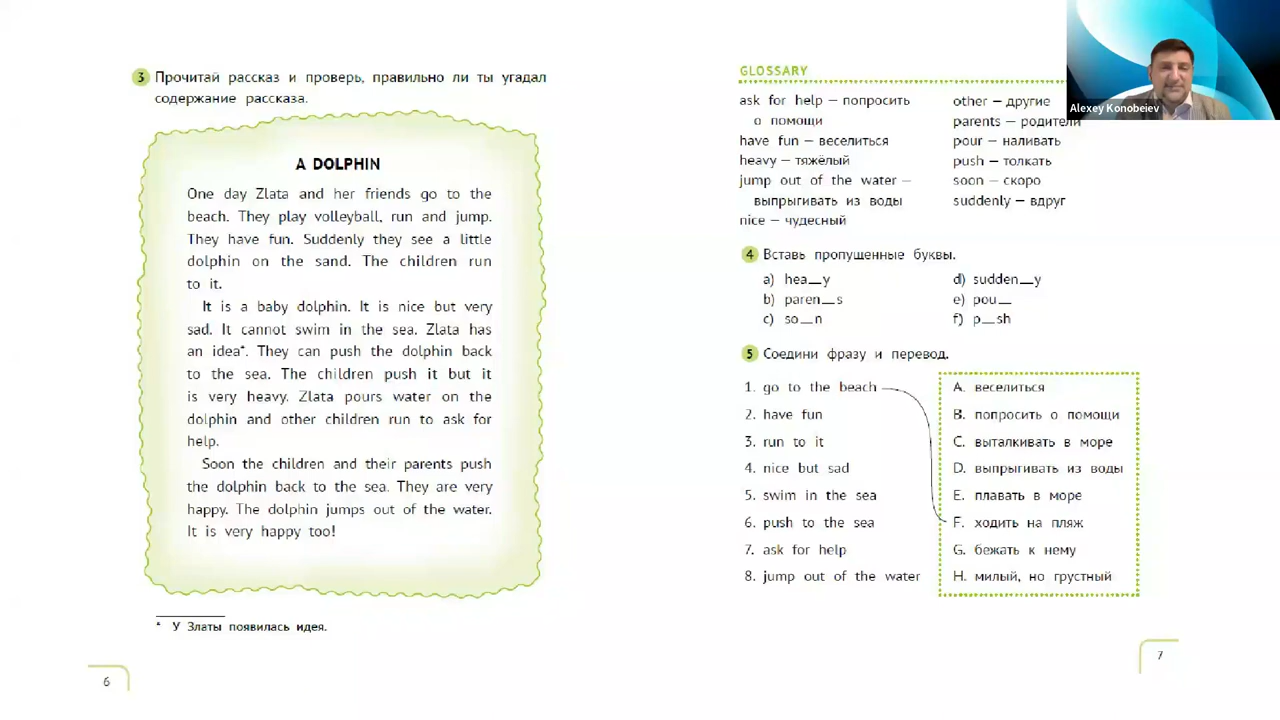 3 Прочитай рассказ и проверь, правильно ли ты угадал
содержание рассказа.
A DOLPHIN
One day Zlata and her friends go to the
beach. They play volleyball, run and jump.
They have fun. Suddenly they see a little
dolphin on the sand. The children run
to it.
It is a baby dolphin. It is nice but very
sad. It cannot swim in the sea. Zlata has
an idea*. They can push the dolphin back
to the sea. The children push it but it
is very heavy. Zlata pours water on the
dolphin and other children run to ask for
help.
Soon the children and their parents push
the dolphin back to the sea. They are very
happy. The dolphin jumps out of the water.
It is very happy too!
* У Златы появилась идея.
6
GLOSSARY
ask for help — попросить
о помощи
have fun — веселиться
heavy — тяжёлый
jump out of the water —
выпрыгивать из воды
nice — чудесный
other — другие
parents — родители
pour — наливать
push — толкать
soon — скоро
suddenly — вдруг
4 Вставь пропущенные буквы.
a) hea__y
b) paren__s
c) so__n
d) sudden__y
e) pou__
f) p__sh
5 Соедини фразу и перевод.
1. go to the beach
2. have fun
3. run to it
4. nice but sad
5. swim in the sea
6. push to the sea
7. ask for help
8. jump out of the water
A. веселиться
B. попросить о помощи
C. выталкивать в море
D. выпрыгивать из воды
E. плавать в море
F. ходить на пляж
G. бежать к нему
H. милый, но грустный
7
Alexey Konobeiev